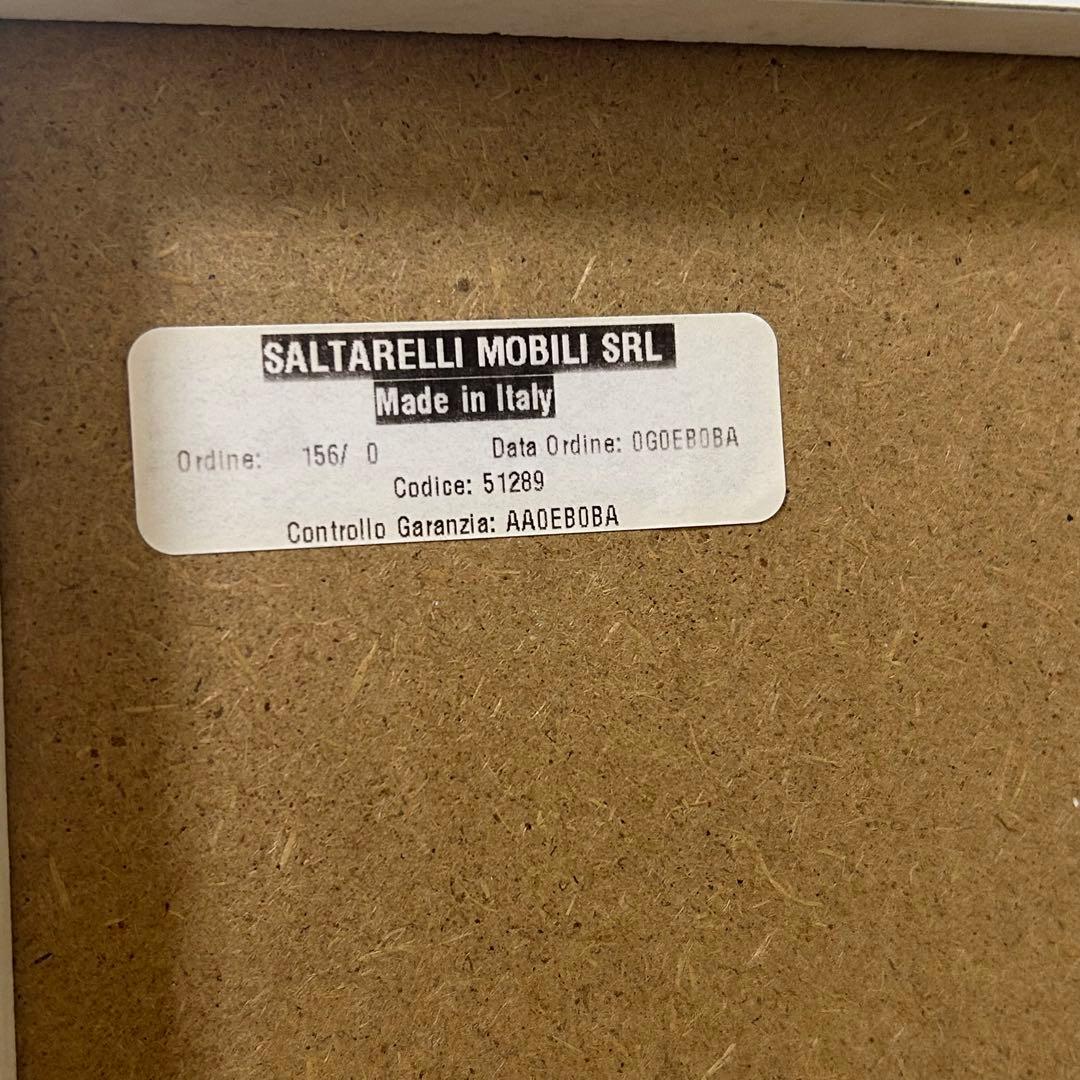 SALTARELLI MOBILI SRL
Made in Italy
Ordine: 156/ 0 Data Ordine: 0G0EB0BA
Codice: 51289
Controllo Garanzia: AA0EB0BA